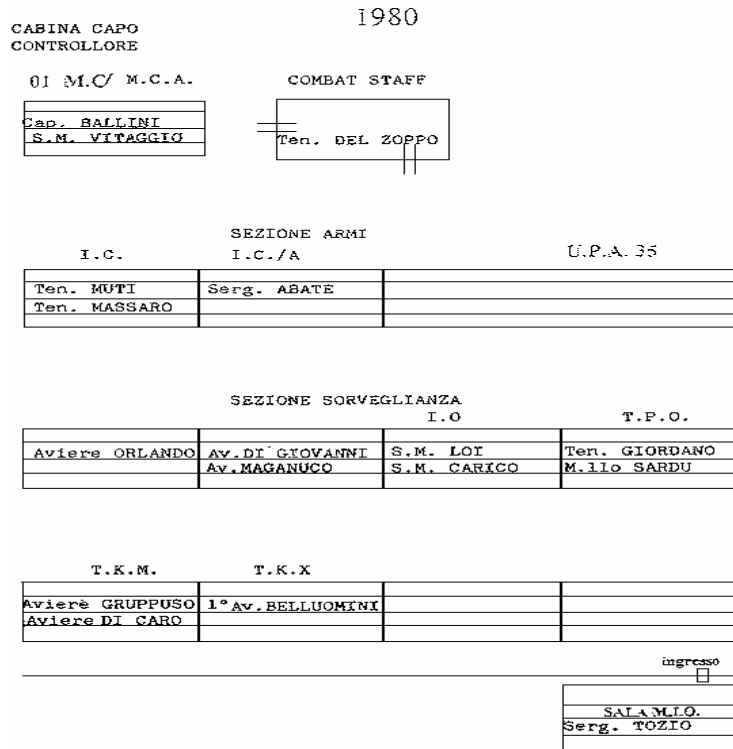 1980
CABINA CAPO
CONTROLLORE
01 M.C/ M.C.A.
COMBAT STAFF
Cap. BALLINI
S.M. VITAGGIO
Ten. DEL ZOPPO
SEZIONE ARMI
I.C. I.C./A U.P.A. 35
Ten. MUTI Serg. ABATE
Ten. MASSARO
SEZIONE SORVEGLIANZA
I.O T.P.O.
Aviere ORLANDO Av.DI GIOVANNI S.M. LOI Ten. GIORDANO
Av.MAGANUCO S.M. CARICO M.llo SARDU
T.K.M. T.K.X
Aviere GRUPPUSO 1° AV.BELLUOMINI
Aviere DI CARO
ingresso
SALA M.I.O.
Serg. TOZIO